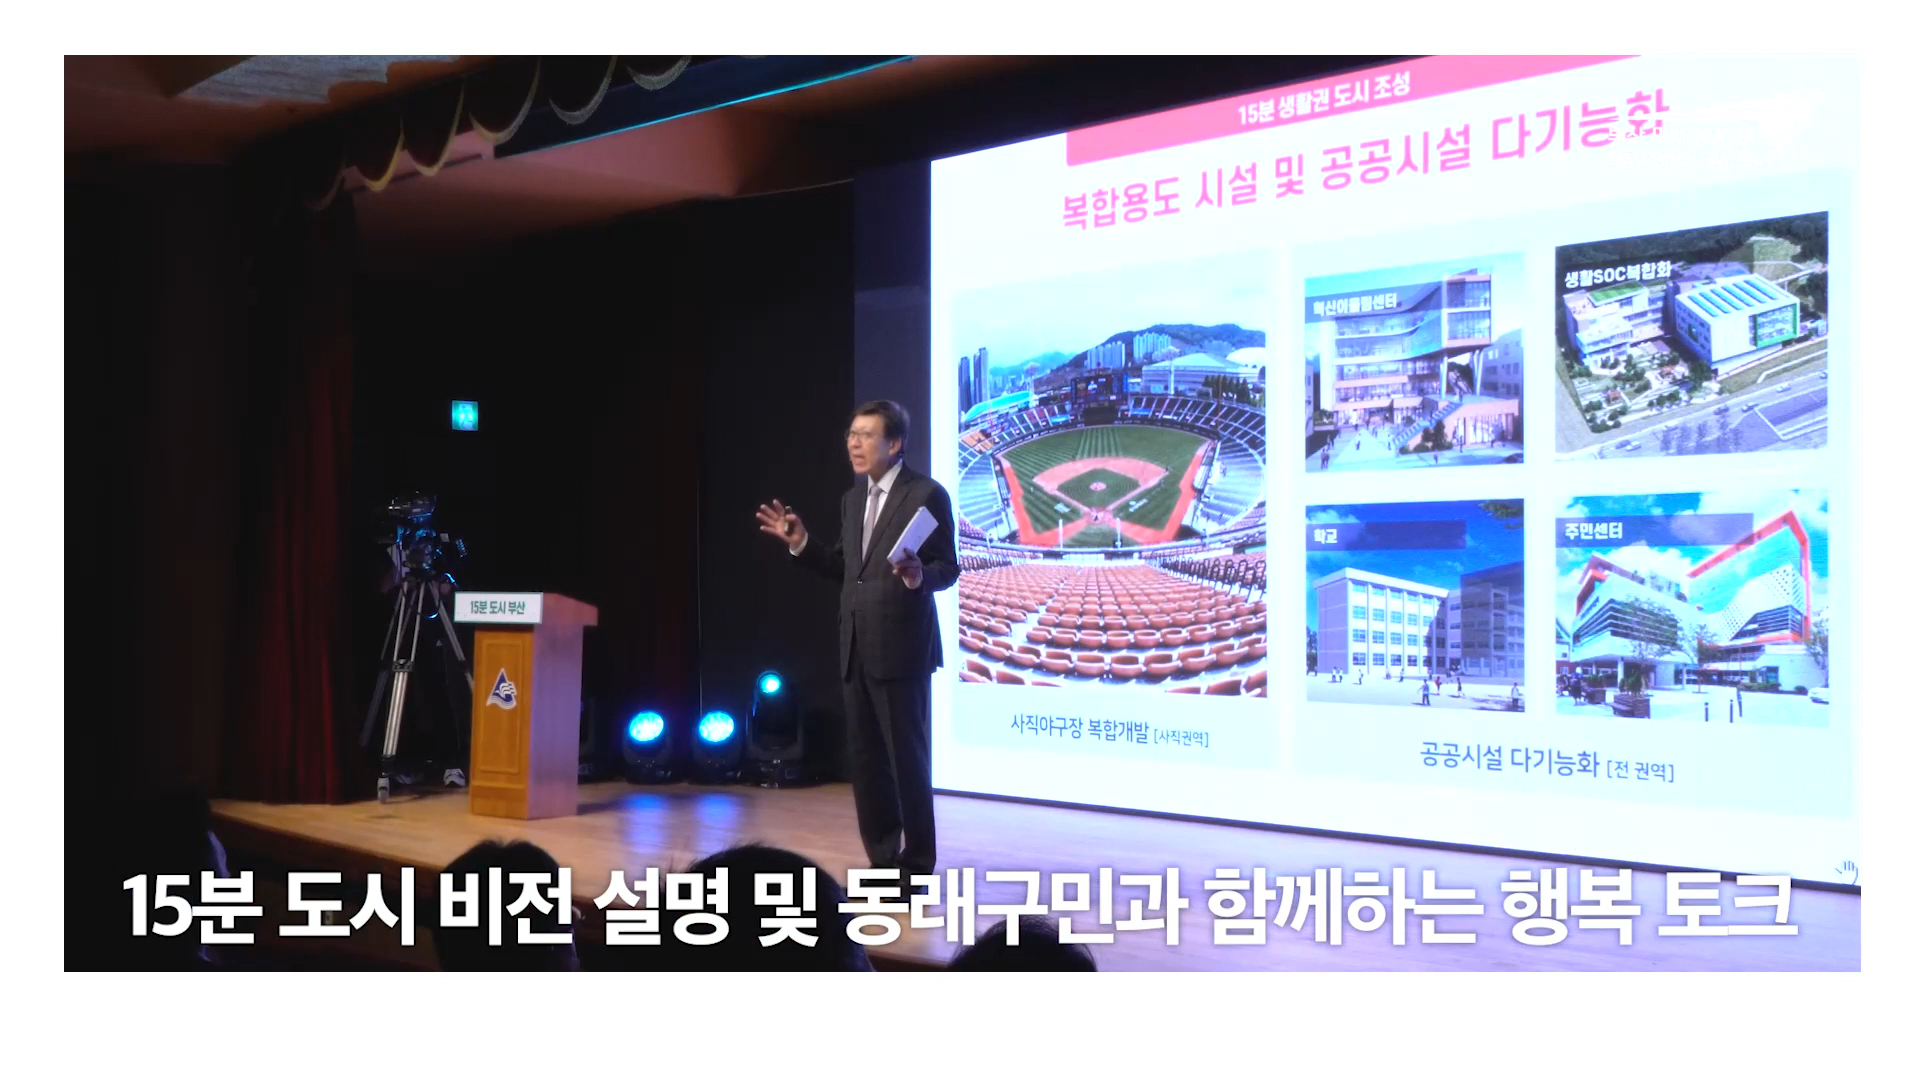 15분 생활권 도시 조성
복합용도 시설 및 공공시설 다기능화
혁신어울림센터
생활SOC복합화
학교
주민센터
사직야구장 복합개발 [사직권역]
공공시설 다기능화 [전 권역]
15분 도시 부산
15분 도시 비전 설명 및 동래구민과 함께하는 행복 토크